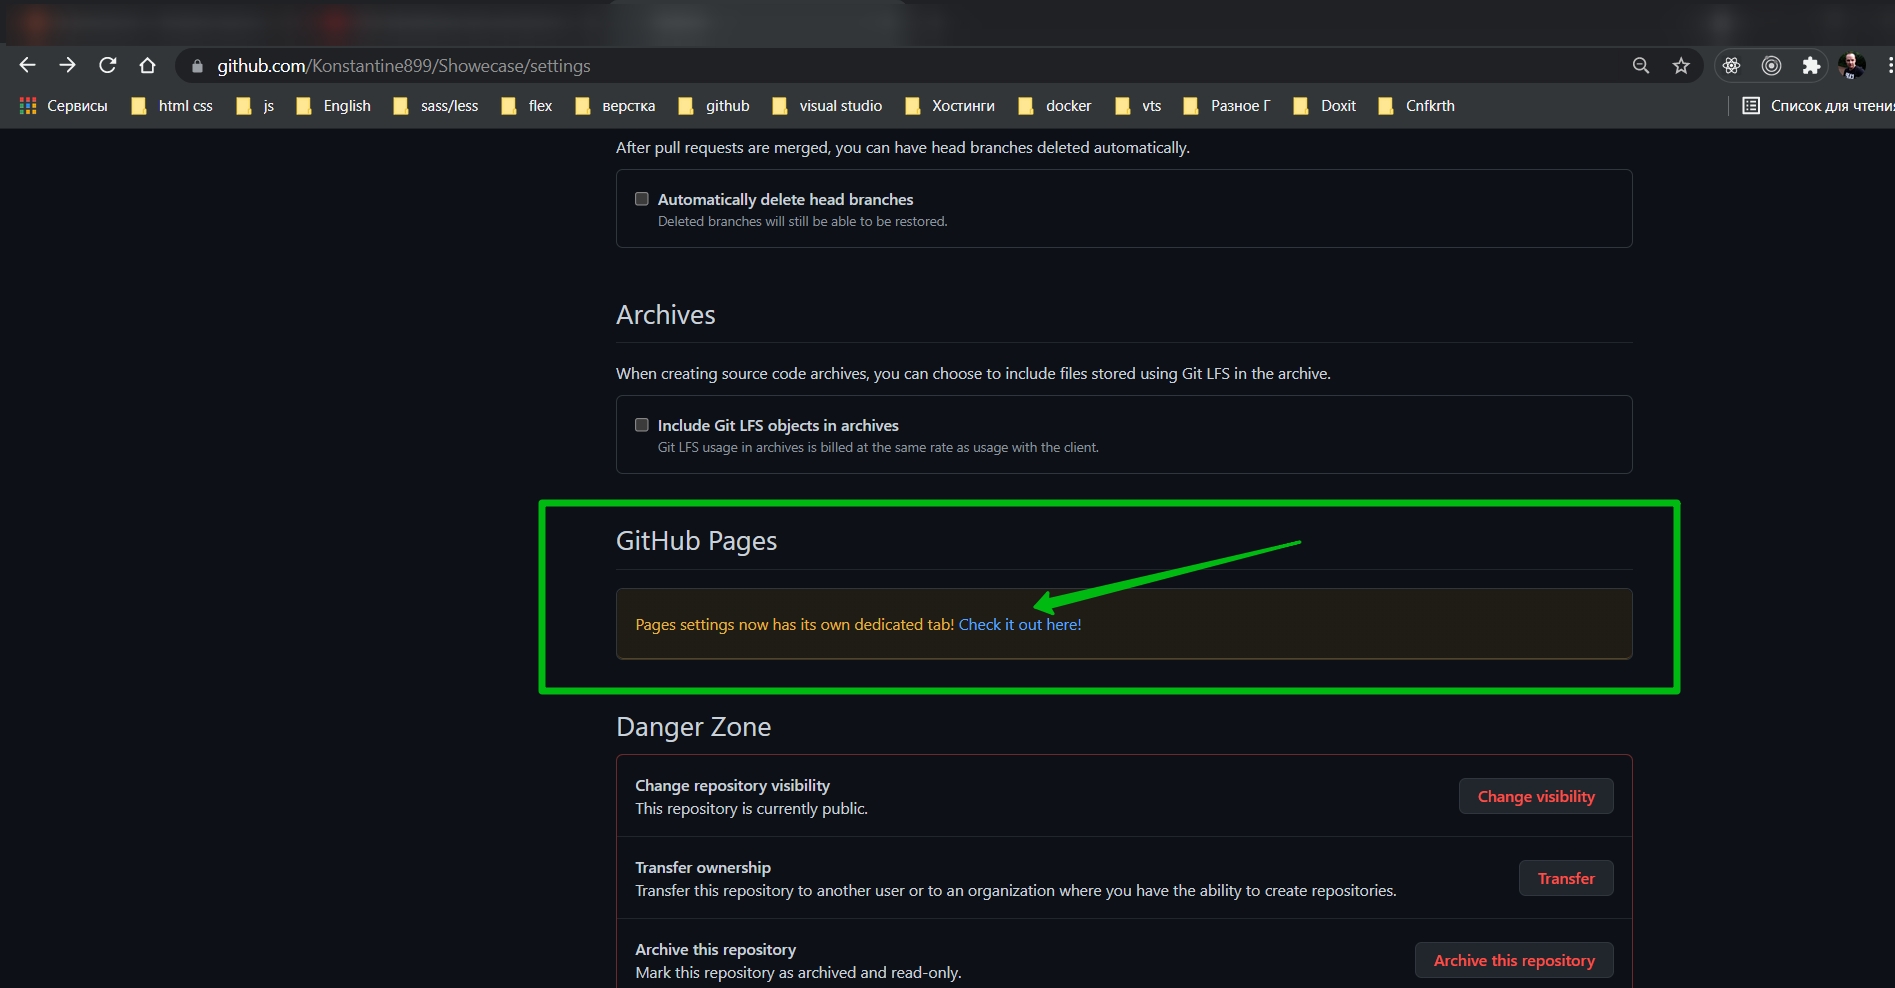 github.com/Konstantine899/Showecase/settings
Сервисы html css js English sass/less flex верстка github visual studio Хостинги docker vts Разное Г Doxit Cnfkrth Список для чтения
After pull requests are merged, you can have head branches deleted automatically.
Automatically delete head branches
Deleted branches will still be able to be restored.
Archives
When creating source code archives, you can choose to include files stored using Git LFS in the archive.
Include Git LFS objects in archives
Git LFS usage in archives is billed at the same rate as usage with the client.
GitHub Pages
Pages settings now has its own dedicated tab! Check it out here!
Danger Zone
Change repository visibility
This repository is currently public.
Change visibility
Transfer ownership
Transfer this repository to another user or to an organization where you have the ability to create repositories.
Transfer
Archive this repository
Mark this repository as archived and read-only.
Archive this repository